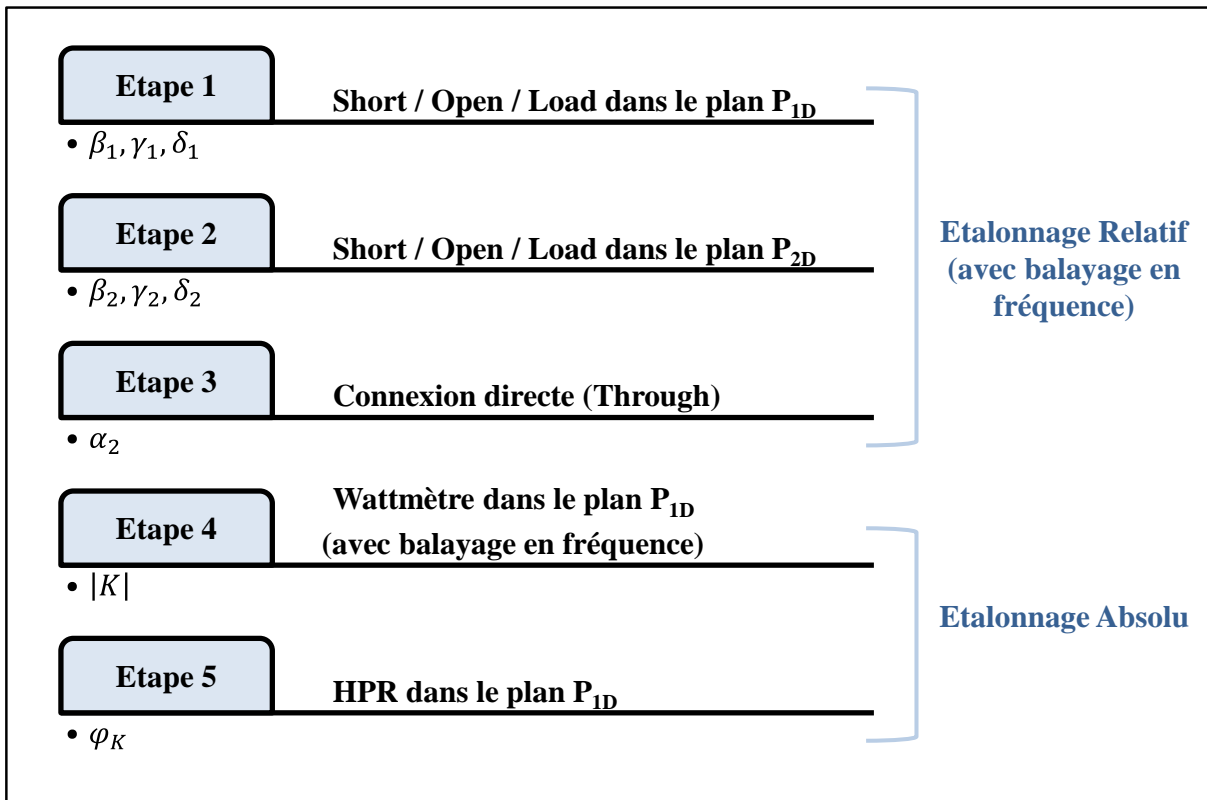 Etape 1
Short / Open / Load dans le plan P1D
• β1, γ1, δ1
Etape 2
Short / Open / Load dans le plan P2D
• β2, γ2, δ2
Etape 3
Connexion directe (Through)
• α2
Etalonnage Relatif
(avec balayage en
fréquence)
Etape 4
Wattmètre dans le plan P1D
(avec balayage en fréquence)
• |K|
Etape 5
HPR dans le plan P1D
• φK
Etalonnage Absolu